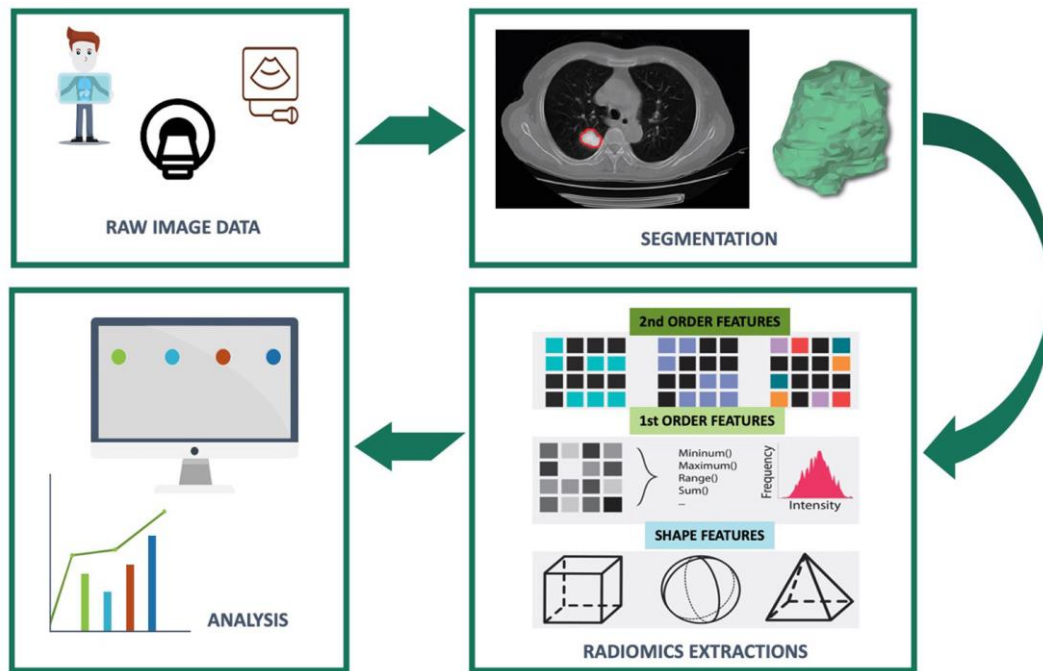 RAW IMAGE DATA
SEGMENTATION
2nd ORDER FEATURES
1st ORDER FEATURES
Mininum()
Maximum()
Range()
Sum()
...
Frequency
Intensity
SHAPE FEATURES
RADIOMICS EXTRACTIONS
ANALYSIS